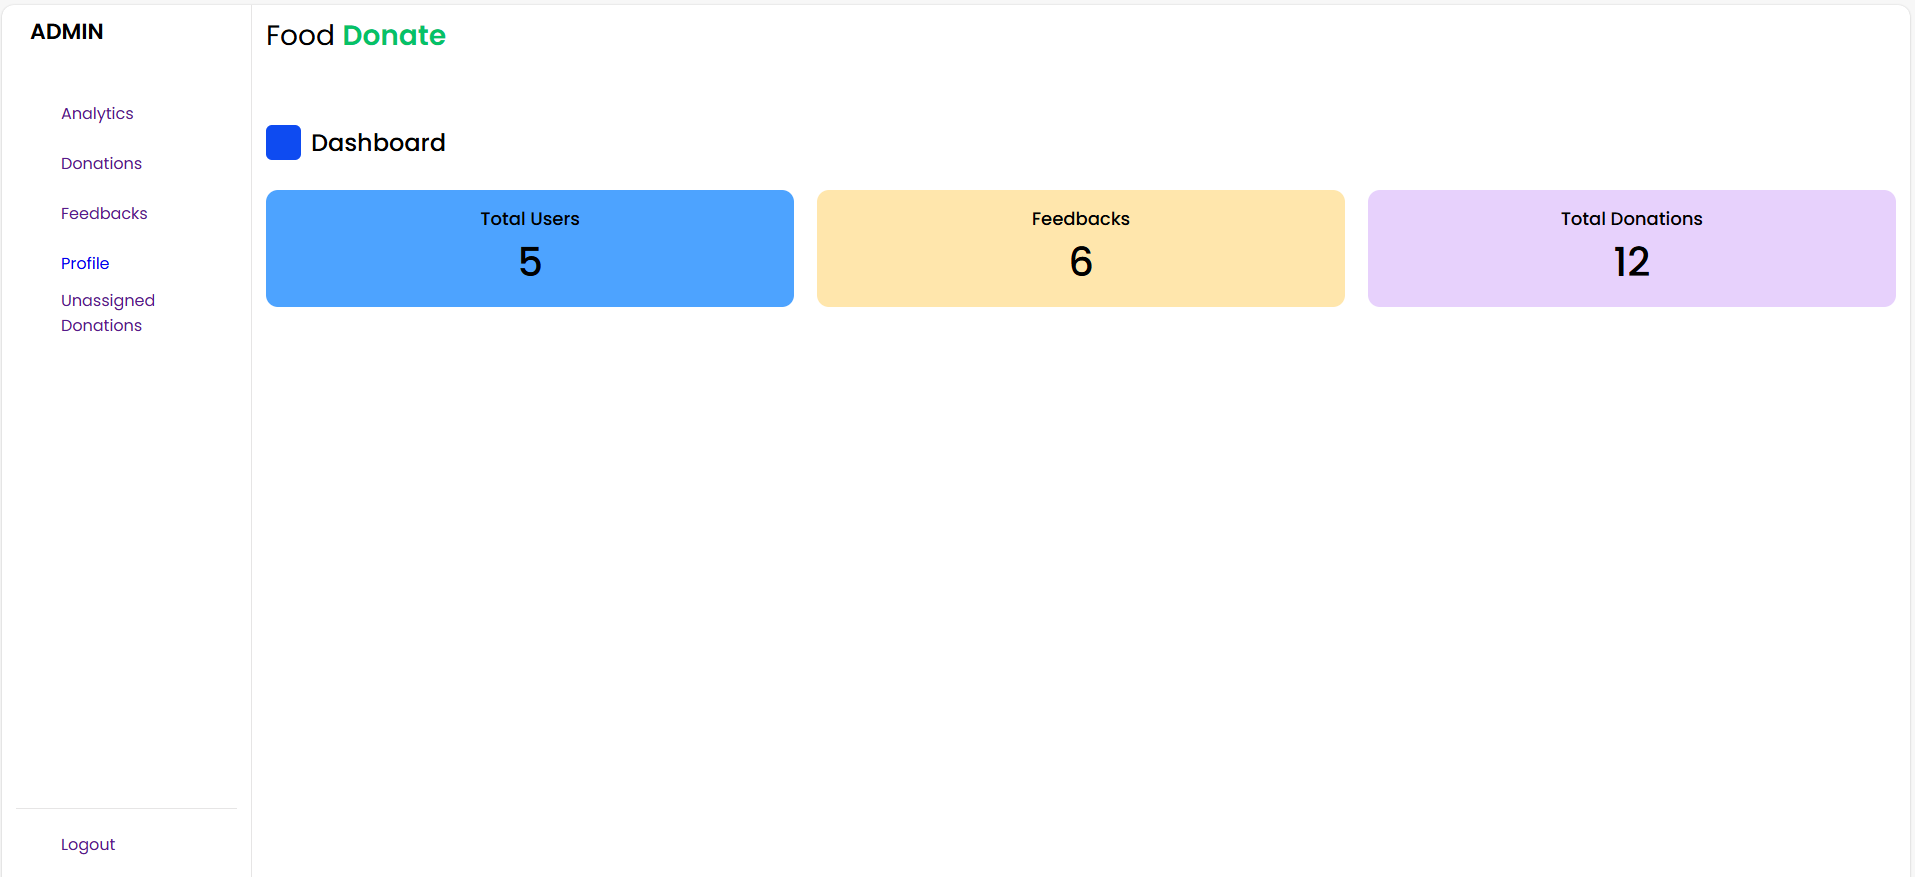 ADMIN
Analytics
Donations
Feedbacks
Profile
Unassigned
Donations
Logout
Food Donate
Dashboard
Total Users
5
Feedbacks
6
Total Donations
12